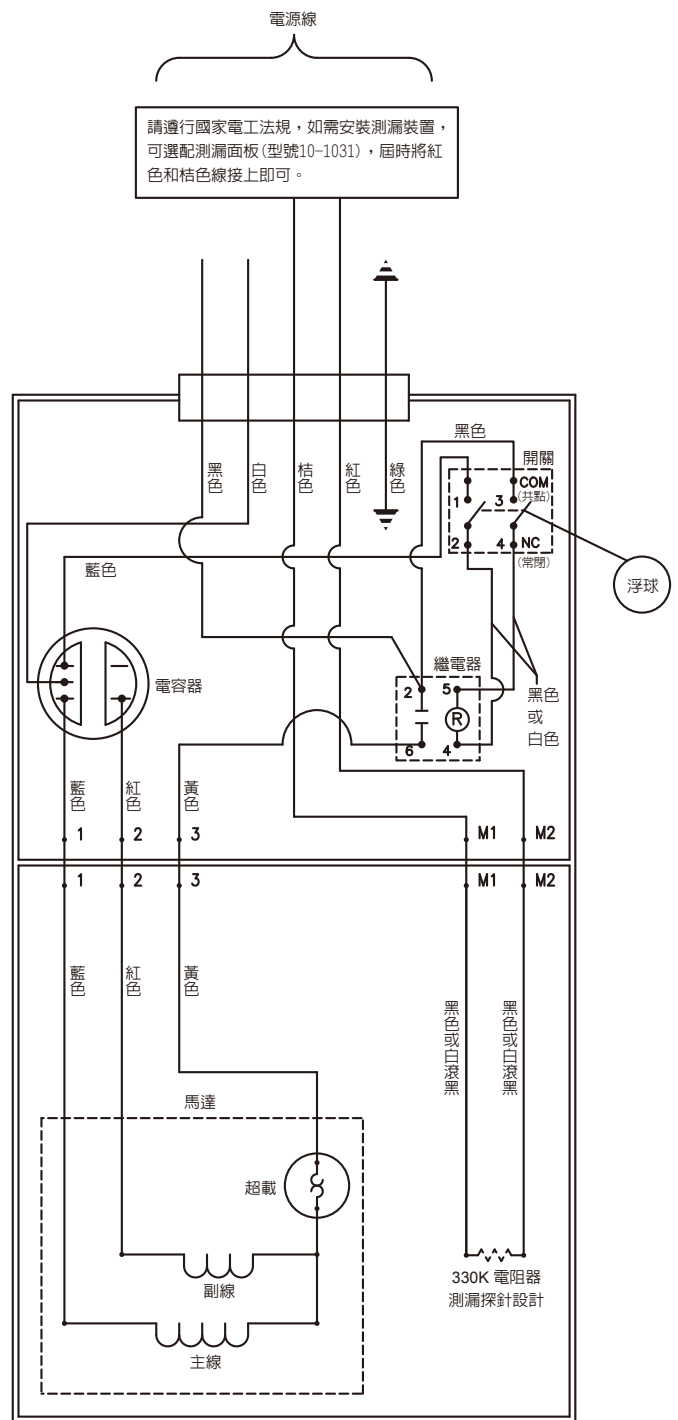 電源線
請遵行國家電工法規，如需安裝測漏裝置，
可選配測漏面板(型號10-1031)，屆時將紅
色和桔色線接上即可。
黑色
白色
桔色
紅色
綠色
黑色
開關
COM
(共點)
1
3
2
4
NC
(常閉)
浮球
藍色
電容器
繼電器
2
5
R
6
4
黑色
或
白色
藍色
紅色
黃色
1
2
3
M1
M2
1
2
3
M1
M2
藍色
紅色
黃色
黑色或白滾黑
黑色或白滾黑
馬達
超載
副線
主線
330K 電阻器
測漏探針設計